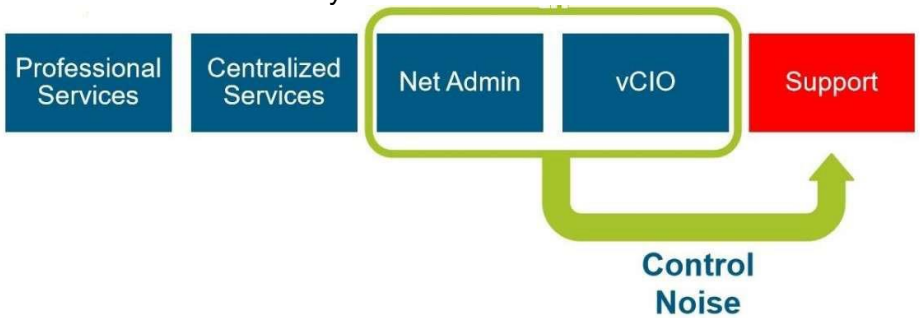 Professional
Services
Centralized
Services
Net Admin
vCIO
Support
Control
Noise